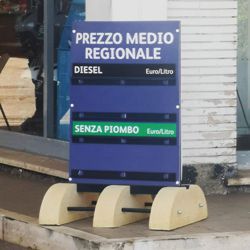 PREZZO MEDIO
REGIONALE
DIESEL Euro/Litro
SENZA PIOMBO Euro/Litro